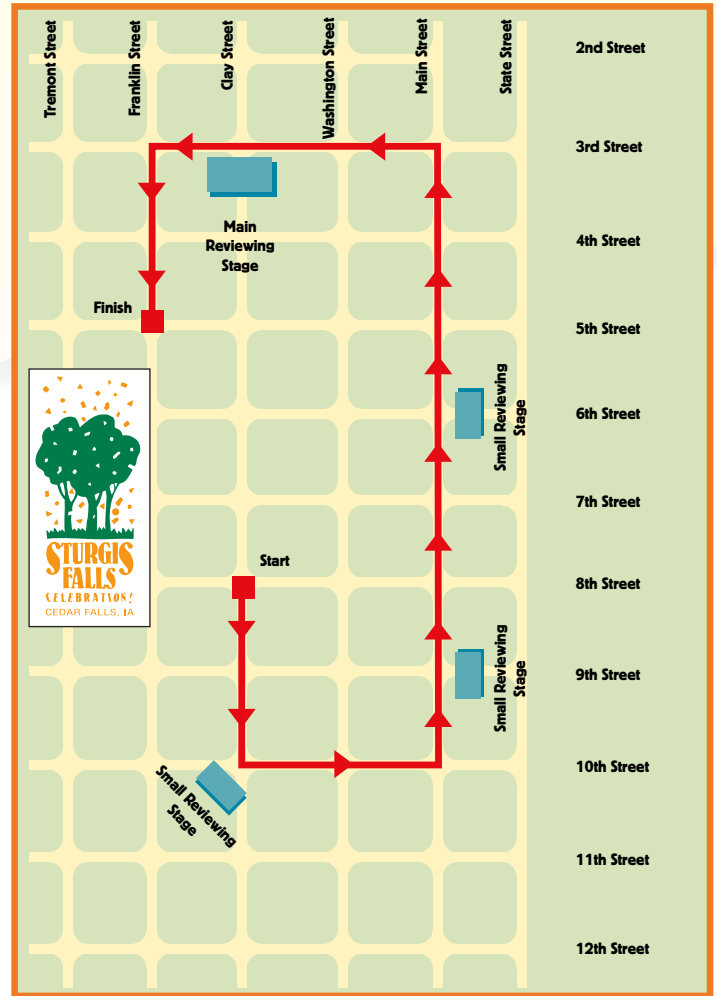 Tremont Street
Franklin Street
Clay Street
Washington Street
Main Street
State Street
2nd Street
3rd Street
Main
Reviewing
Stage
4th Street
Finish
5th Street
Small Reviewing
Stage
6th Street
7th Street
STURGIS
FALLS
CELEBRATION!
CEDAR FALLS, IA
Start
8th Street
Small Reviewing
Stage
9th Street
10th Street
Small Reviewing
Stage
11th Street
12th Street